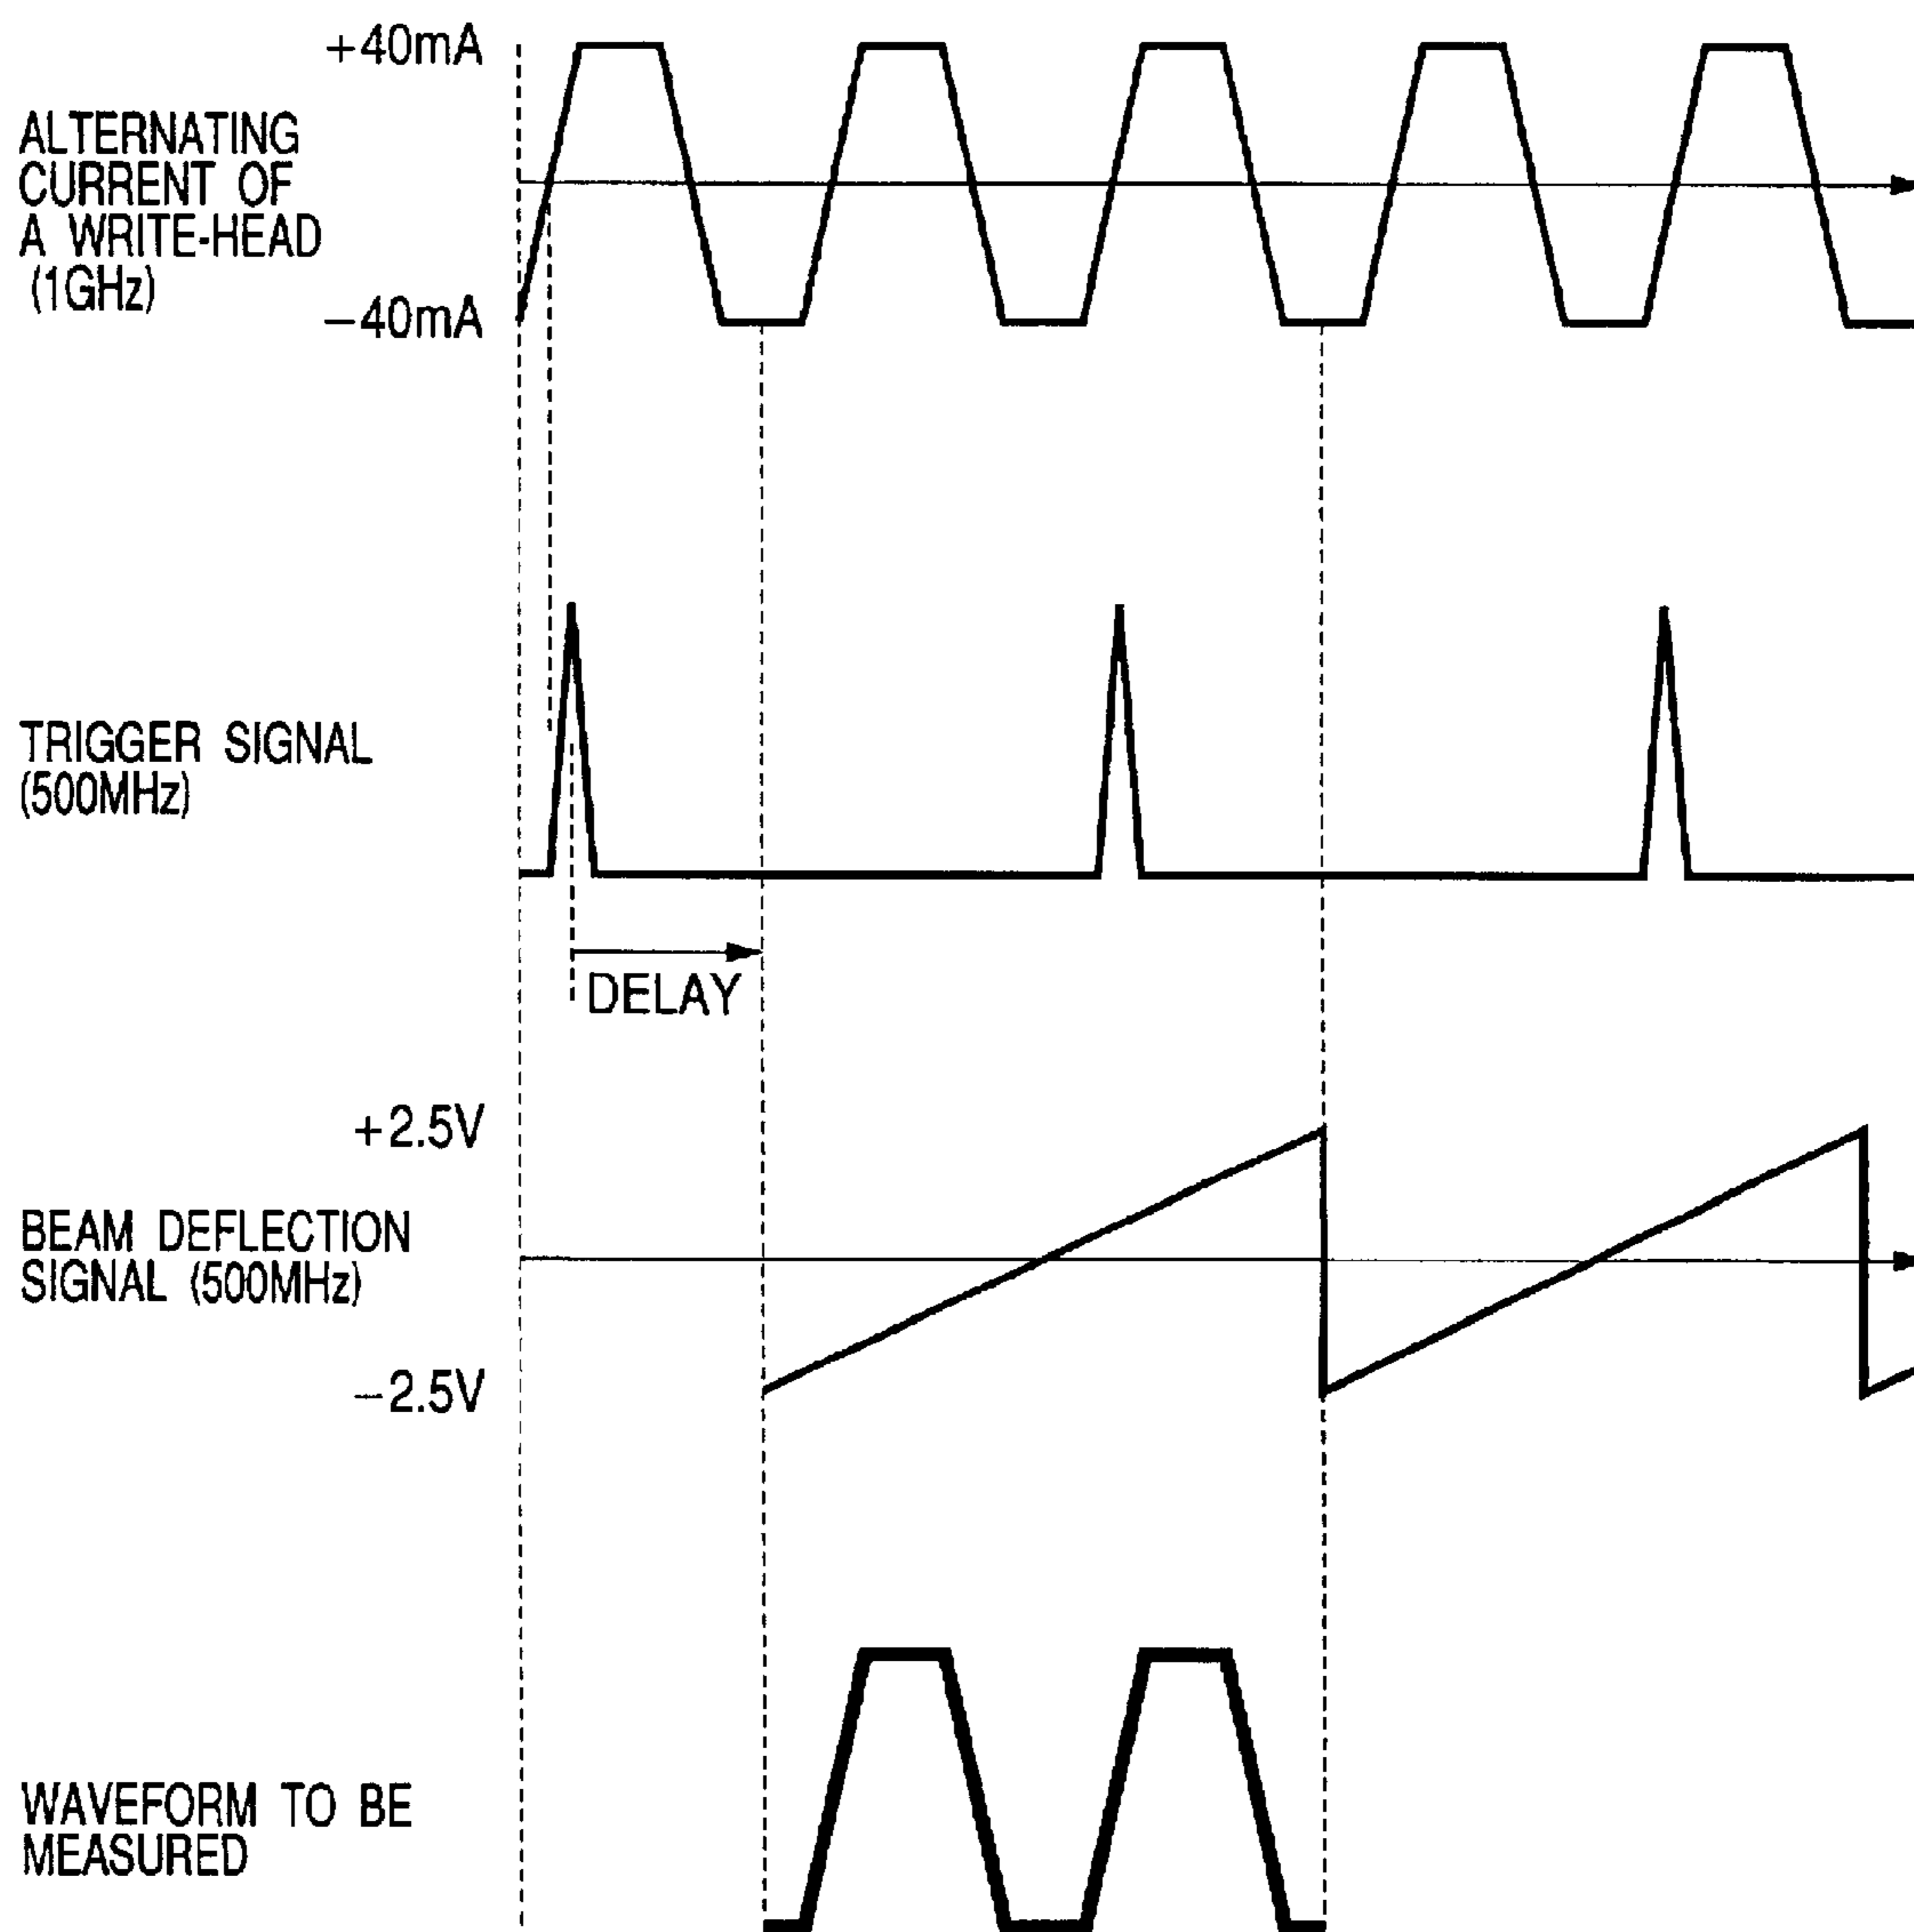 +40mA
ALTERNATING
CURRENT OF
A WRITE-HEAD
(1GHz)
−40mA
TRIGGER SIGNAL
(500MHz)
DELAY
+2.5V
BEAM DEFLECTION
SIGNAL (500MHz)
−2.5V
WAVEFORM TO BE
MEASURED